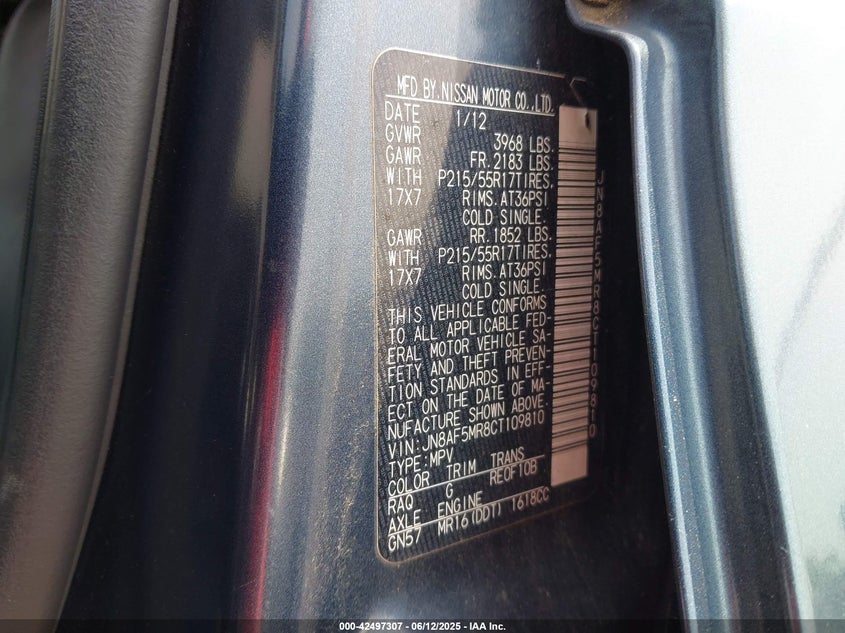 MFD BY NISSAN MOTOR CO.,LTD.
DATE 1/12
GVWR 3968 LBS.
GAWR FR. 2183 LBS.
WITH P215/55R17TIRES,
17X7 RIMS. AT36PSI
COLD SINGLE.
GAWR RR. 1852 LBS.
WITH P215/55R17TIRES,
17X7 RIMS. AT36PSI
COLD SINGLE.
THIS VEHICLE CONFORMS
TO ALL APPLICABLE FED-
ERAL MOTOR VEHICLE SA-
FETY AND THEFT PREVEN-
TION STANDARDS IN EFF-
ECT ON THE DATE OF MA-
NUFACTURE SHOWN ABOVE.
VIN:JN8AF5MR8CT109810
TYPE:MPV
COLOR TRIM TRANS
RAQ G RE0F10B
AXLE ENGINE
GN57 MR16(DDT) 1618CC
JN8AF5MR8CT109810
000-42497307 - 06/12/2025 - IAA Inc.